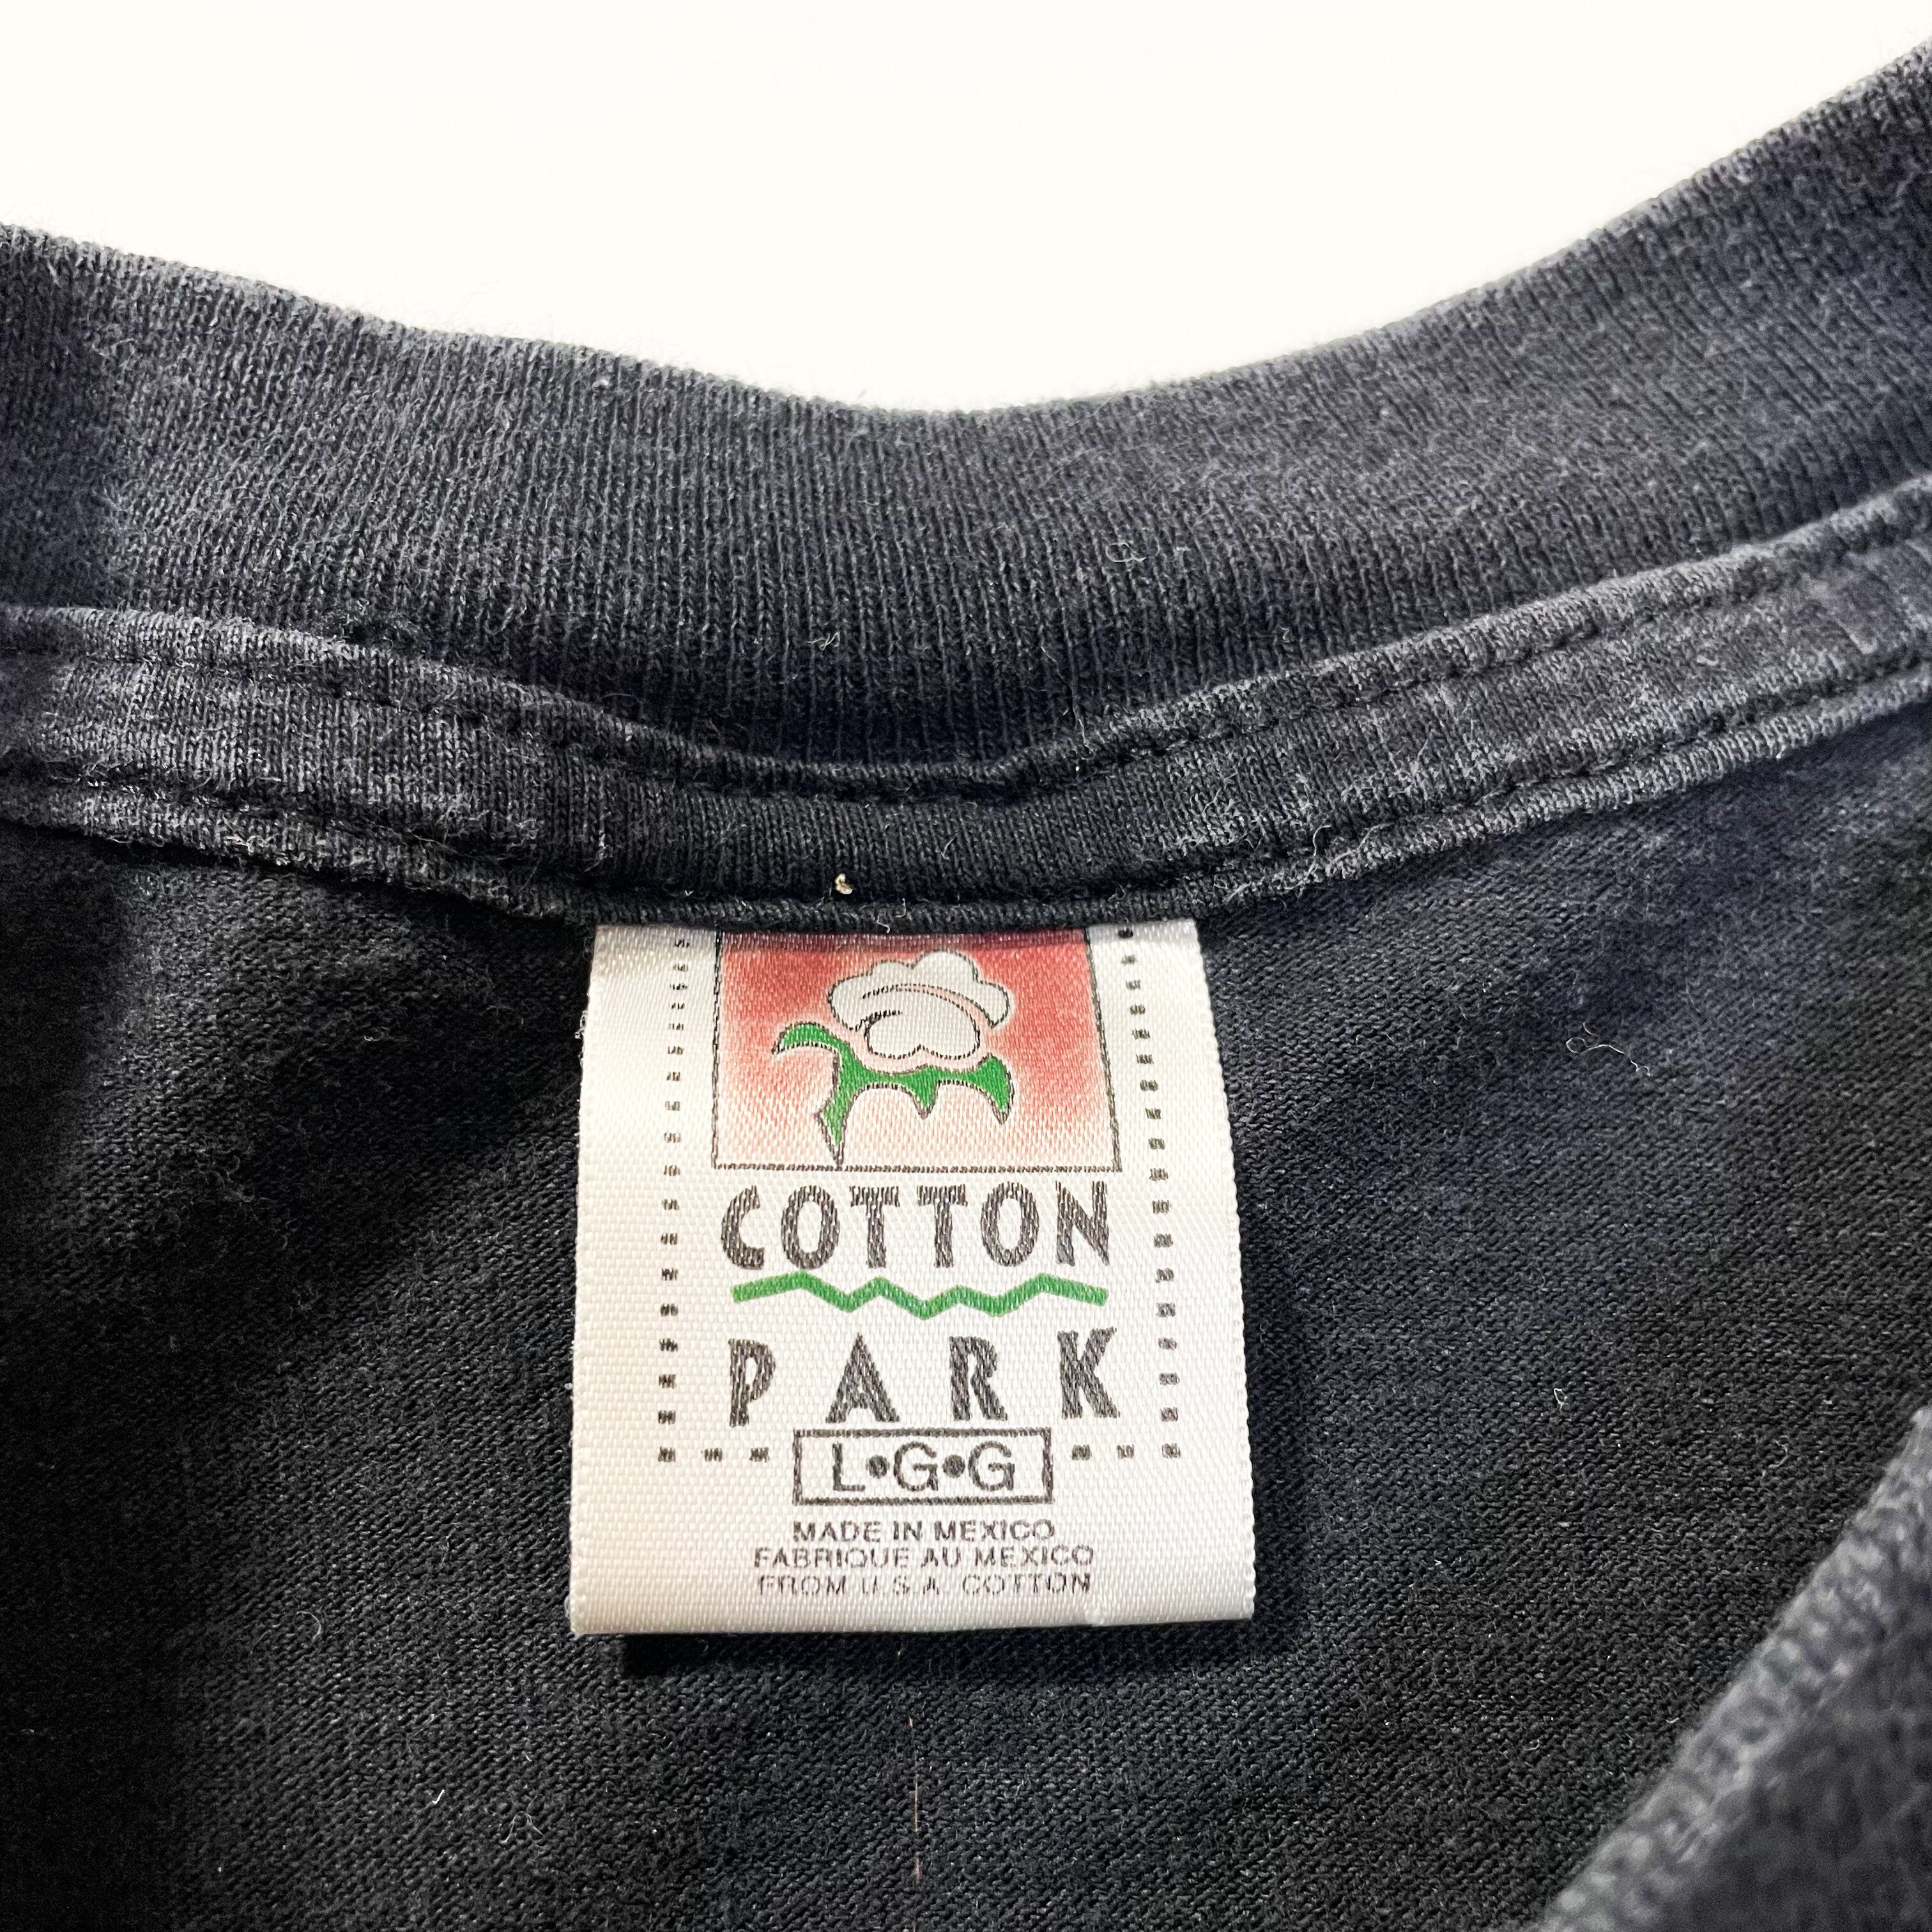 COTTON
PARK
L•G•G
MADE IN MEXICO
FABRIQUE AU MEXICO
FROM U.S.A. COTTON